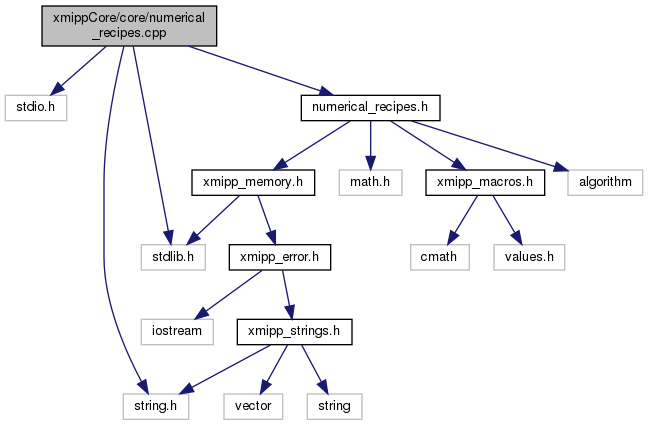 xmippCore/core/numerical
_recipes.cpp
stdio.h
numerical_recipes.h
xmipp_memory.h
math.h
xmipp_macros.h
algorithm
stdlib.h
xmipp_error.h
cmath
values.h
iostream
xmipp_strings.h
string.h
vector
string